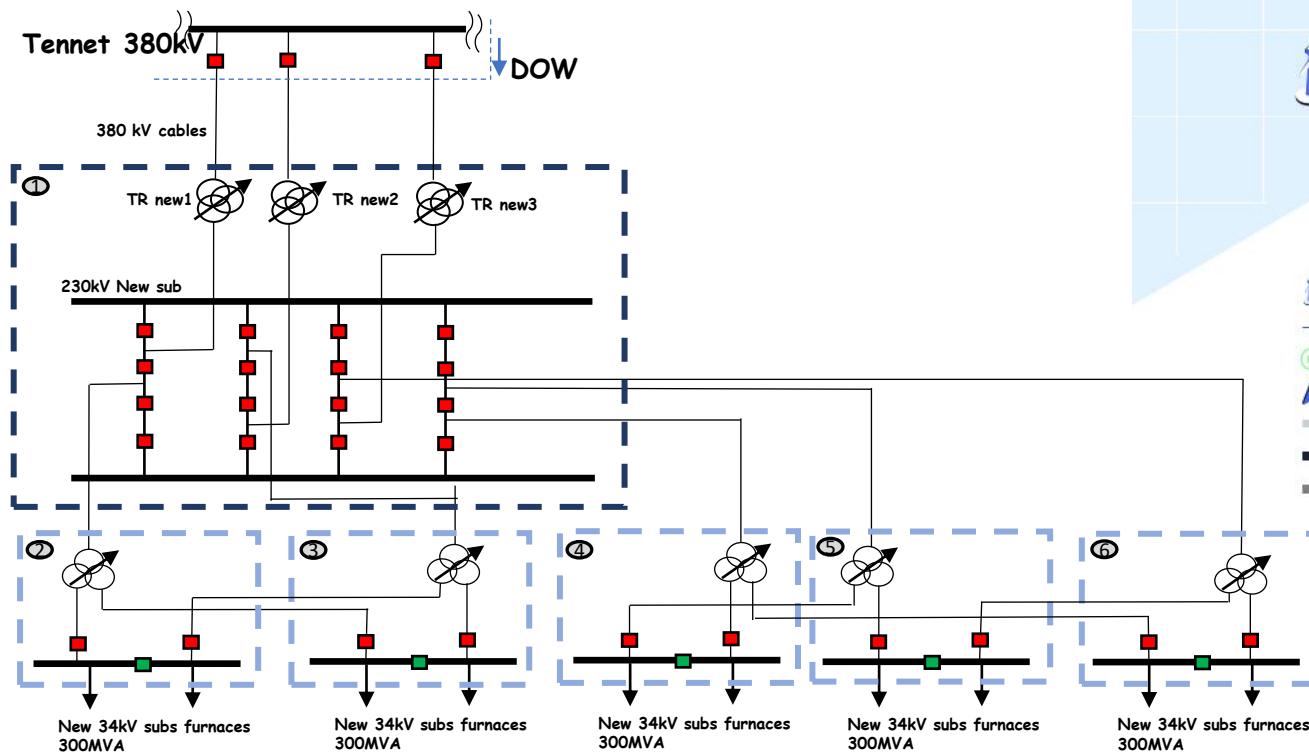 Tennet 380kV
DOW
380 kV cables
1
TR new1
TR new2
TR new3
230kV New sub
2
3
4
5
6
New 34kV subs furnaces
300MVA
New 34kV subs furnaces
300MVA
New 34kV subs furnaces
300MVA
New 34kV subs furnaces
300MVA
New 34kV subs furnaces
300MVA